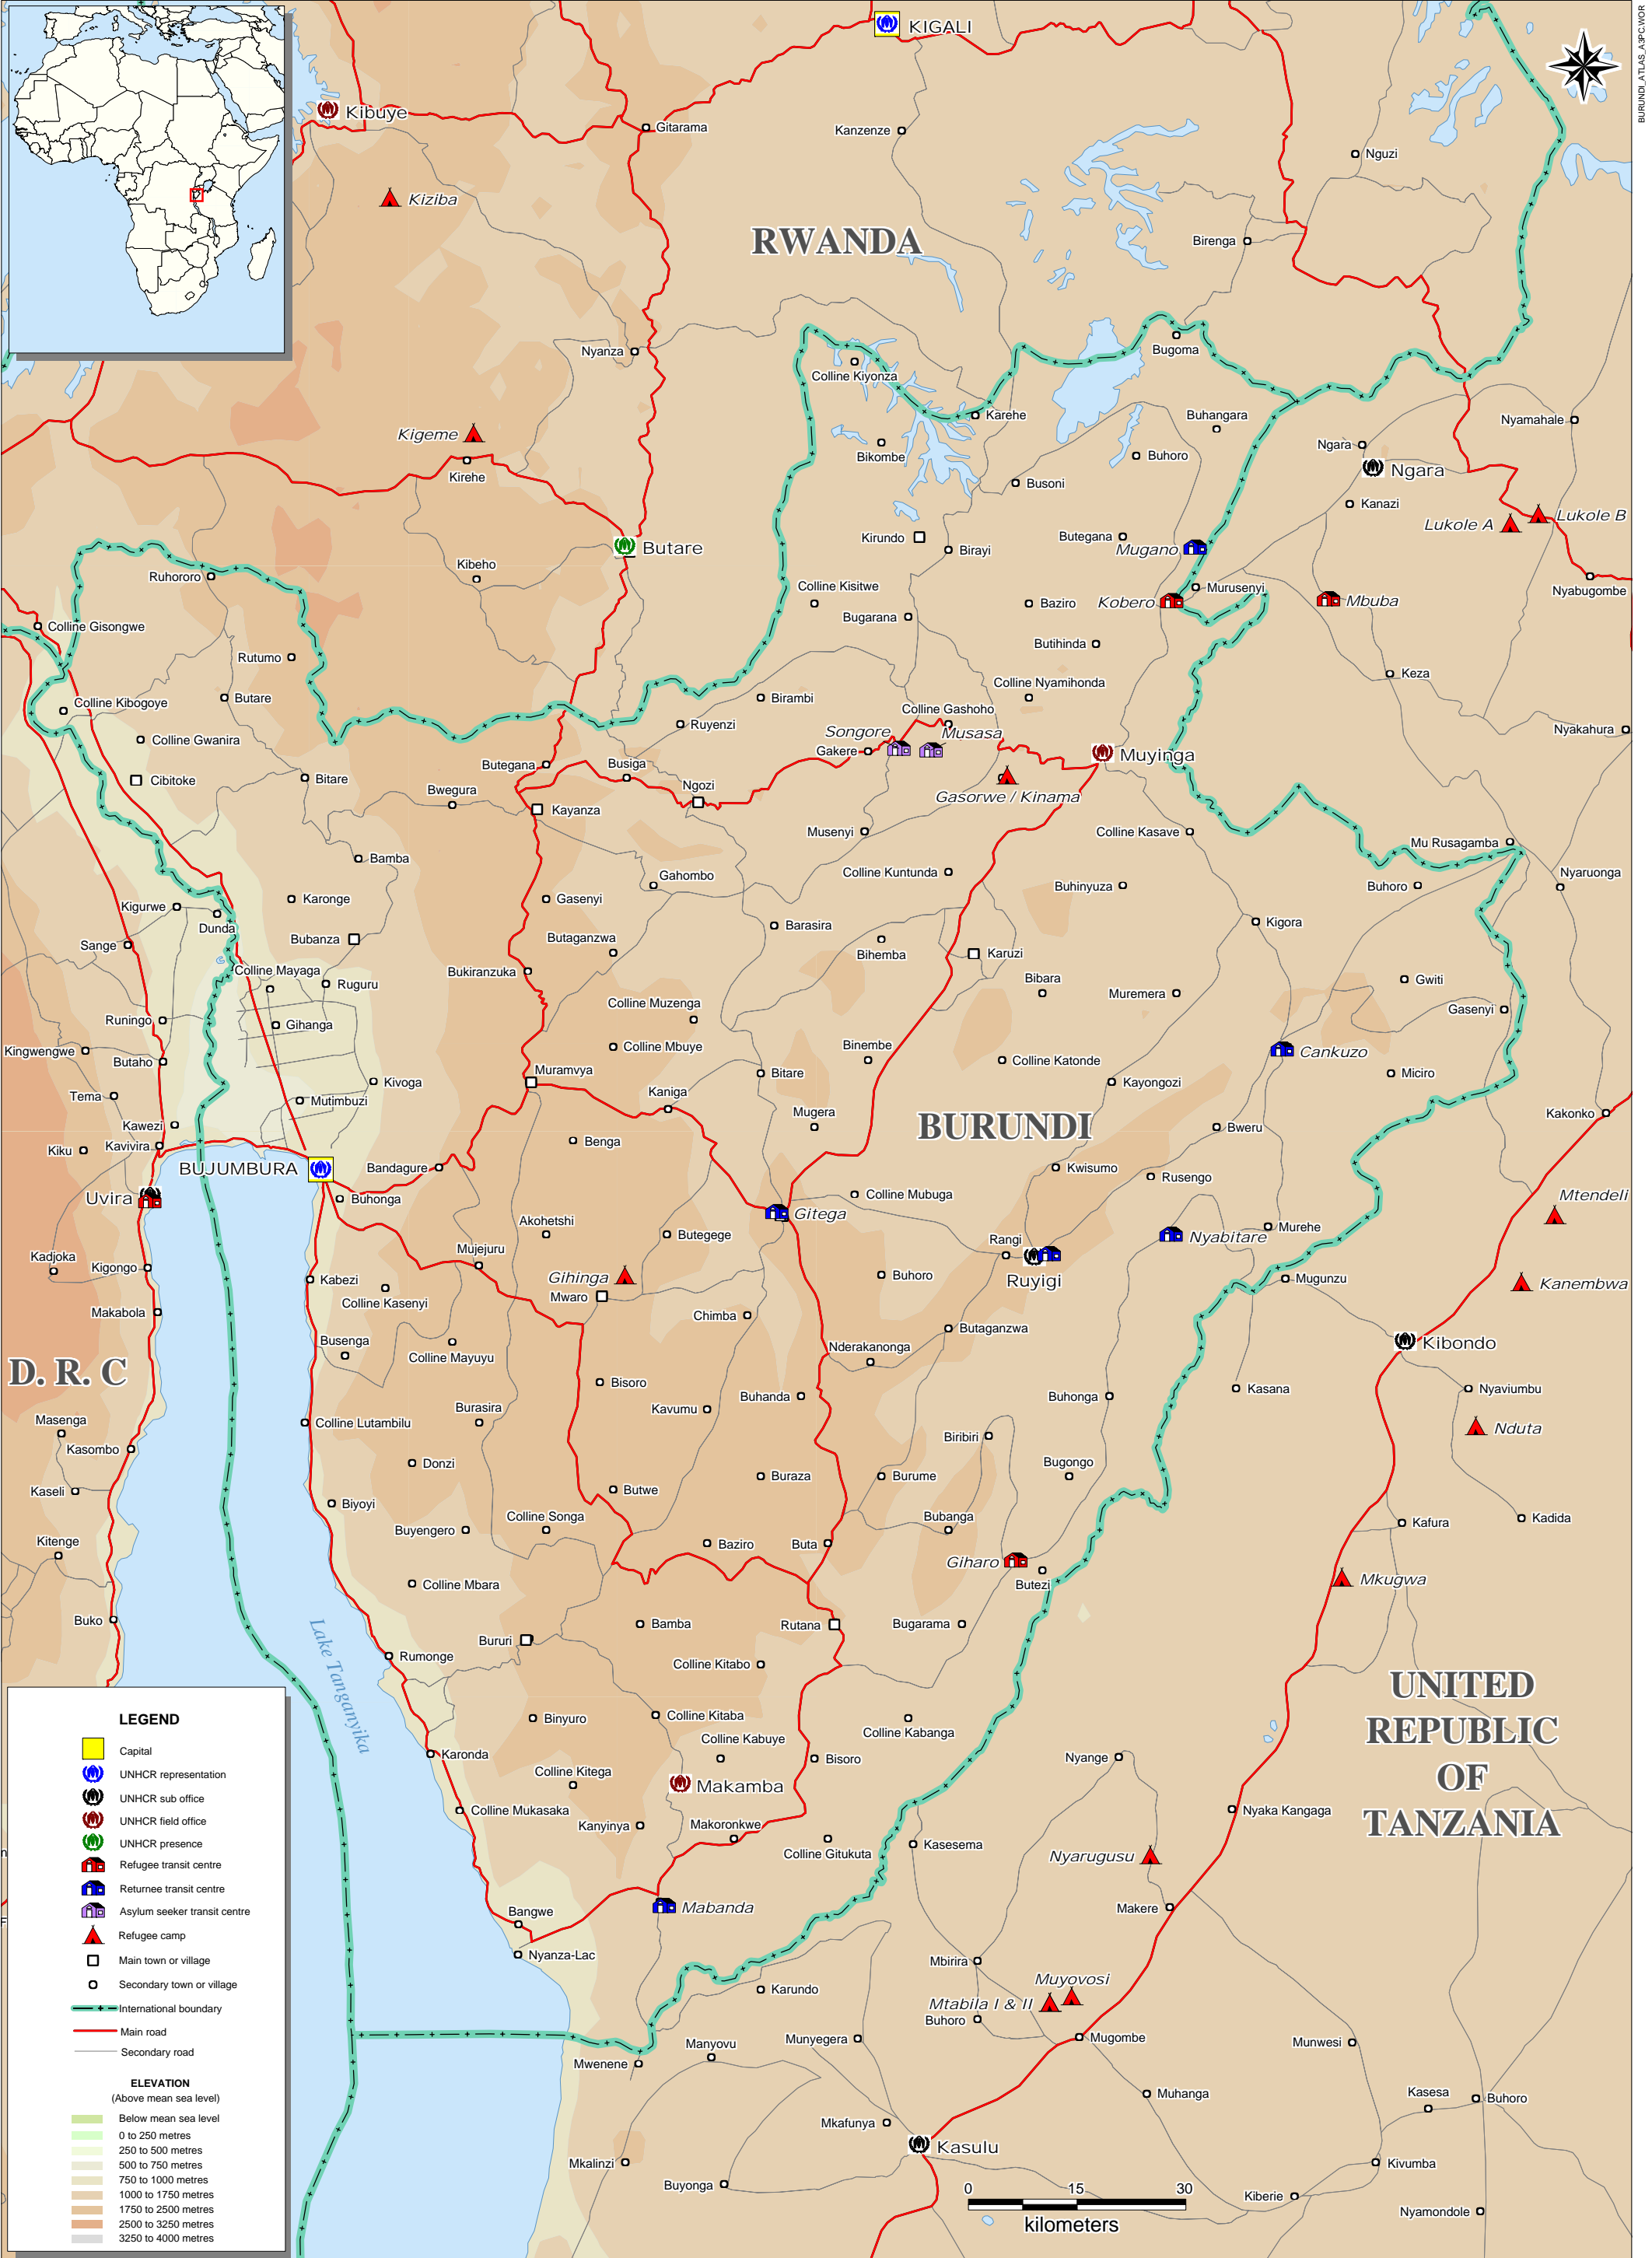 BURUNDI_ATLAS_A3PC.WOR
KIGALI
Kibuye
Gitarama
Kanzenze
Nguzi
Kiziba
RWANDA
Birenga
Nyanza
Bugoma
Colline Kiyonza
Karehe
Buhangara
Nyamahale
Kigeme
Bikombe
Ngara
Buhoro
Ngara
Kirehe
Busoni
Kanazi
Lukole A
Lukole B
Kirundo
Birayi
Butegana
Mugano
Butare
Kibeho
Ruhororo
Colline Kisitwe
Murusenyi
Nyabugombe
Baziro
Kobero
Mbuba
Bugarana
Colline Gisongwe
Butihinda
Rutumo
Keza
Colline Nyamihonda
Butare
Birambi
Colline Kibogoye
Colline Gashoho
Ruyenzi
Songore
Musasa
Nyakahura
Colline Gwanira
Gakere
Muyinga
Butegana
Busiga
Cibitoke
Bitare
Ngozi
Bwegura
Gasorwe / Kinama
Kayanza
Musenyi
Colline Kasave
Mu Rusagamba
Bamba
Colline Kuntunda
Gahombo
Buhinyuza
Buhoro
Nyaruonga
Karonge
Gasenyi
Kigurwe
Dunda
Barasira
Kigora
Bubanza
Butaganzwa
Sange
Bihemba
Karuzi
Colline Mayaga
Bukiranzuka
Ruguru
Bibara
Muremera
Gwiti
Colline Muzenga
Gasenyi
Runingo
Gihanga
Kingwengwe
Butaho
Colline Mbuye
Binembe
Colline Katonde
Cankuzo
Muramvya
Bitare
Miciro
Kivoga
Kayongozi
Tema
Mutimbuzi
Kaniga
Mugera
BURUNDI
Kakonko
Kawezi
Bweru
Kiku
Kavivira
Benga
BUJUMBURA
Bandagure
Kwisumo
Rusengo
Uvira
Buhonga
Colline Mubuga
Mtendeli
Gitega
Akohetshi
Butegege
Murehe
Nyabitare
Rangi
Mujejuru
Kadjoka
Kigongo
Gihinga
Buhoro
Ruyigi
Kabezi
Mugunzu
Kanembwa
Colline Kasenyi
Mwaro
Makabola
Chimba
Butaganzwa
Busenga
Kibondo
Colline Mayuyu
Nderakanonga
D. R. C
Bisoro
Kasana
Nyaviumbu
Buhanda
Buhonga
Kavumu
Burasira
Masenga
Colline Lutambilu
Nduta
Kasombo
Biribiri
Donzi
Buraza
Burume
Bugongo
Kaseli
Butwe
Biyoyi
Kadida
Colline Songa
Bubanga
Kafura
Buyengero
Kitenge
Baziro
Buta
Giharo
Butezi
Mkugwa
Colline Mbara
Buko
Bamba
Rutana
Bugarama
Bururi
Lake Tanganyika
Rumonge
Colline Kitabo
UNITED
REPUBLIC
OF
TANZANIA
Binyuro
Colline Kitaba
Colline Kabanga
Colline Kabuye
Karonda
Bisoro
Nyange
Colline Kitega
Makamba
Colline Mukasaka
Nyaka Kangaga
Kanyinya
Makoronkwe
Colline Gitukuta
Kasesema
Nyarugusu
Mabanda
Makere
Bangwe
Nyanza-Lac
Mbirira
Muyovosi
Karundo
Mtabila I & II
Buhoro
Munyegera
Mugombe
Munwesi
Manyovu
Mwenene
Muhanga
Kasesa
Buhoro
Mkafunya
Kasulu
Mkalinzi
Kivumba
Buyonga
Kiberie
Nyamondole
0 15 30
kilometers
LEGEND
Capital
UNHCR representation
UNHCR sub office
UNHCR field office
UNHCR presence
Refugee transit centre
Returnee transit centre
Asylum seeker transit centre
Refugee camp
Main town or village
Secondary town or village
International boundary
Main road
Secondary road
ELEVATION
(Above mean sea level)
Below mean sea level
0 to 250 metres
250 to 500 metres
500 to 750 metres
750 to 1000 metres
1000 to 1750 metres
1750 to 2500 metres
2500 to 3250 metres
3250 to 4000 metres